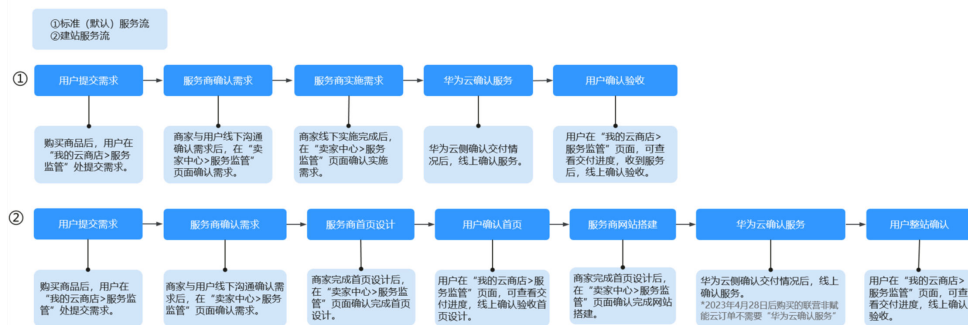 ①标准（默认）服务流
②建站服务流
①
用户提交需求
服务商确认需求
服务商实施需求
华为云确认服务
用户确认验收
购买商品后，用户在
“我的云商店>服务
监管”处提交需求。
商家与用户线下沟通
确认需求后，在“卖
家中心>服务监管”
页面确认需求。
商家线下实施完成后，
在“卖家中心>服务监
管”页面确认实施
需求。
华为云侧确认交付情
况后，线上确认服务。
用户在“我的云商店>
服务监管”页面，可查
看交付进度，收到服务
后，线上确认验收。
②
用户提交需求
服务商确认需求
服务商首页设计
用户确认首页
服务商网站搭建
华为云确认服务
用户整站确认
购买商品后，用户在
“我的云商店>服务监
管”处提交需求。
商家与用户线下沟通确认需
求后，在“卖家中心>服务
监管”页面确认需求。
商家完成首页设计后，
在“卖家中心>服务监
管”页面确认完成首页设
计。
用户在“我的云商店>服
务监管”页面，可查看交
付进度，线上确认验收首
页设计。
商家完成首页设计后，在
“卖家中心>服务监
管”页面确认完成网站
搭建。
华为云侧确认交付情况后，线上
确认服务。
*2023年4月28日后购买的联营非赋
能云订单不需要“华为云确认服务”
用户在“我的云商店>
服务监管”页面，可查
看交付进度，线上确认
验收。